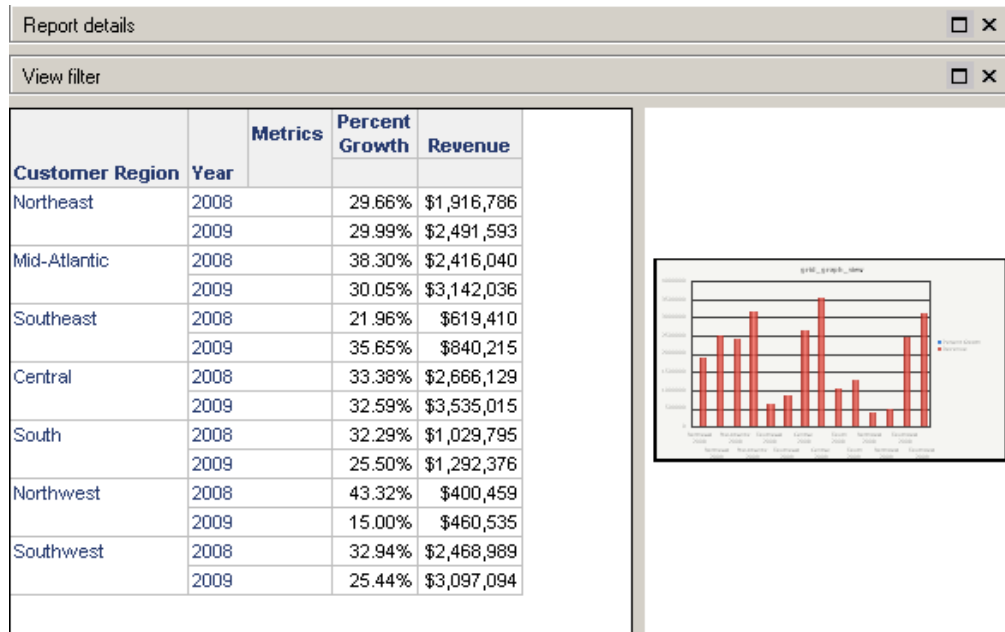 Report details
View filter
Customer Region Year Metrics Percent Growth Revenue
Northeast 2008 29.66% $1,916,786
2009 29.99% $2,491,593
Mid-Atlantic 2008 38.30% $2,416,040
2009 30.05% $3,142,036
Southeast 2008 21.96% $619,410
2009 35.65% $840,215
Central 2008 33.38% $2,666,129
2009 32.59% $3,535,015
South 2008 32.29% $1,029,795
2009 25.50% $1,292,376
Northwest 2008 43.32% $400,459
2009 15.00% $460,535
Southwest 2008 32.94% $2,468,989
2009 25.44% $3,097,094
grid_graph_view